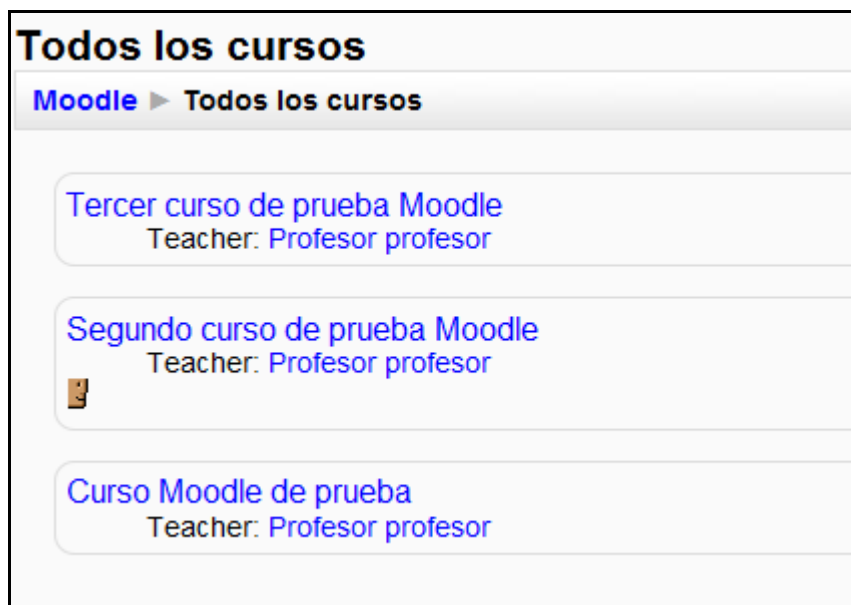 Todos los cursos
Moodle ► Todos los cursos
Tercer curso de prueba Moodle
Teacher: Profesor profesor
Segundo curso de prueba Moodle
Teacher: Profesor profesor
Curso Moodle de prueba
Teacher: Profesor profesor